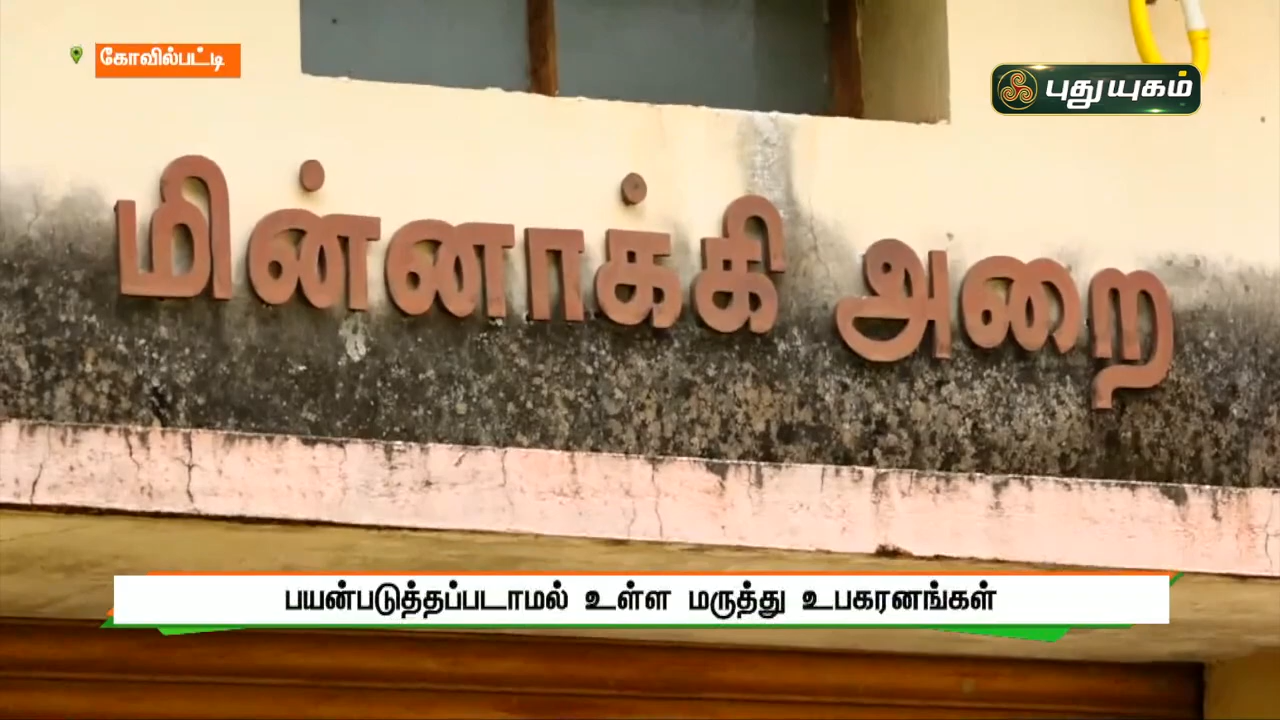 கோவில்பட்டி
புதுயுகம்
மின்னாக்கி அறை
பயன்படுத்தப்படாமல் உள்ள மருத்து உபகரனங்கள்